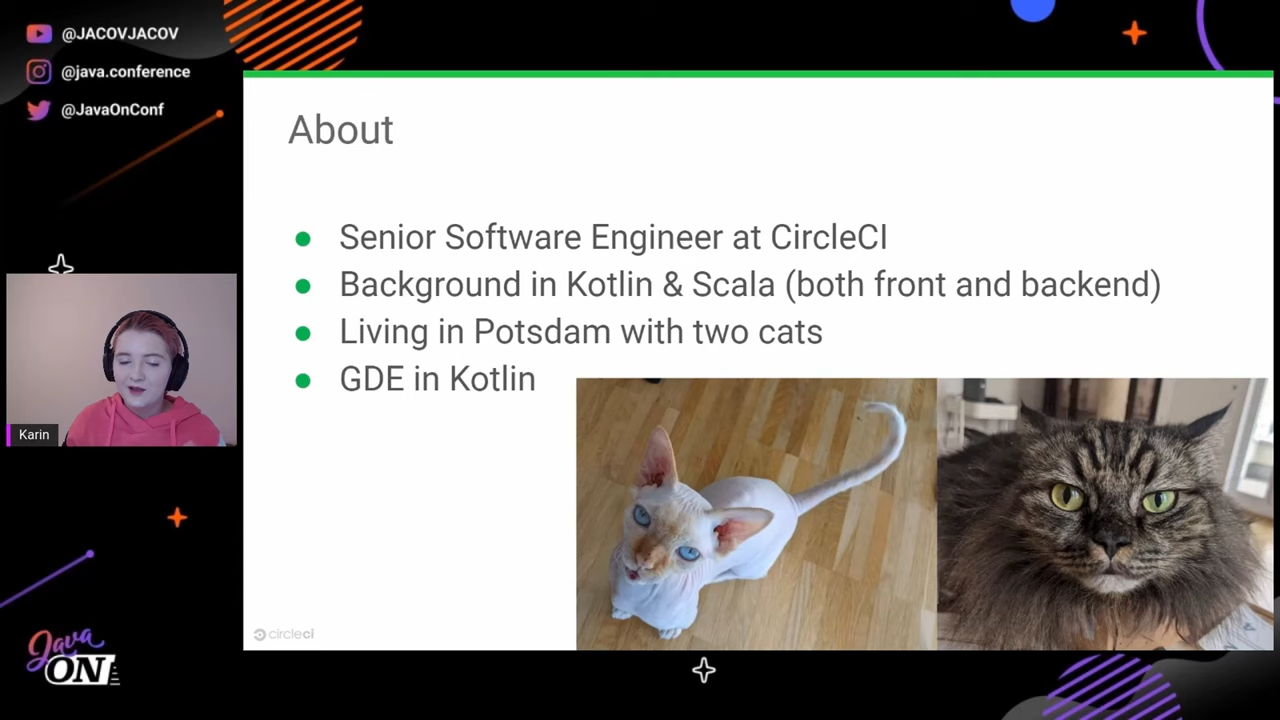 @JACOVJACOV
@java.conference
@JavaOnConf
About
Senior Software Engineer at CircleCI
Background in Kotlin & Scala (both front and backend)
Living in Potsdam with two cats
GDE in Kotlin
Karin
circleci
Java
ON